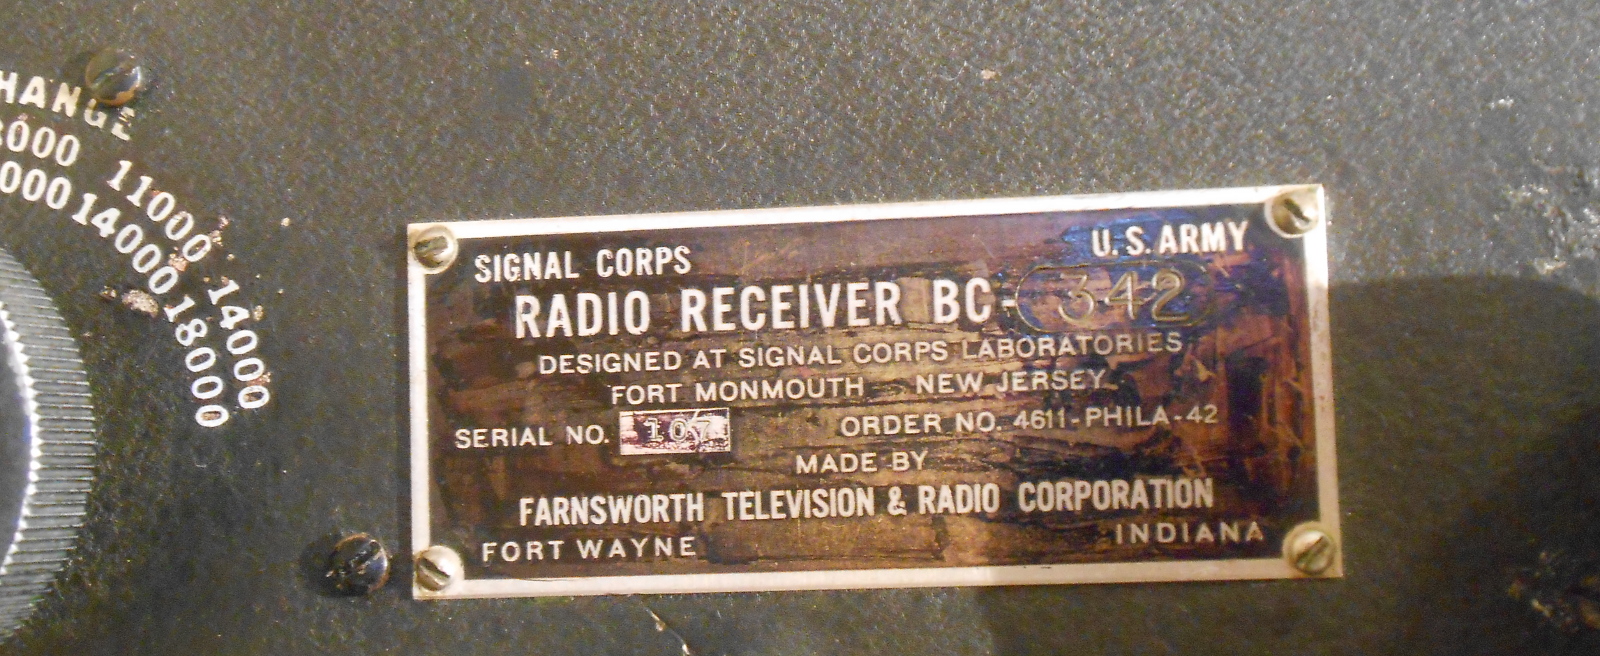 HANGE
000 11000 14000
000 14000 18000
SIGNAL CORPS U. S. ARMY
RADIO RECEIVER BC-342
DESIGNED AT SIGNAL CORPS LABORATORIES
FORT MONMOUTH NEW JERSEY
SERIAL NO. 107 ORDER NO. 4611-PHILA-42
MADE BY
FARNSWORTH TELEVISION & RADIO CORPORATION
FORT WAYNE INDIANA